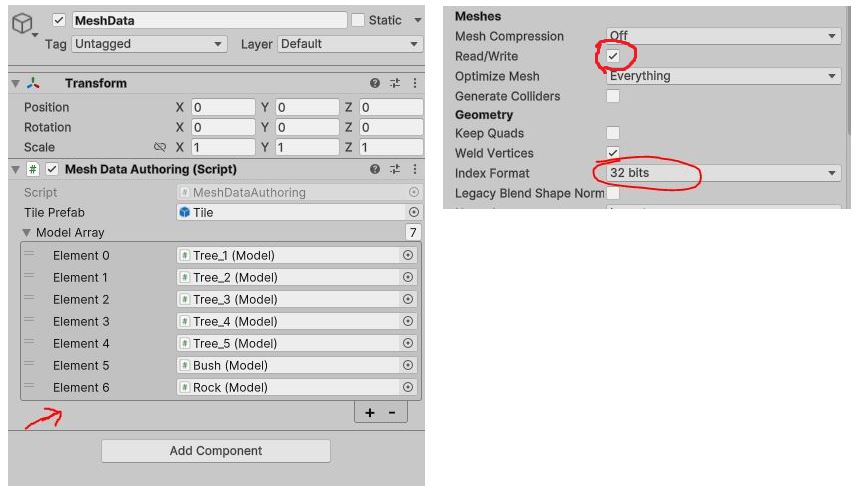 MeshData
Static
Tag Untagged Layer Default
Transform
Position X 0 Y 0 Z 0
Rotation X 0 Y 0 Z 0
Scale X 1 Y 1 Z 1
# Mesh Data Authoring (Script)
Script # MeshDataAuthoring
Tile Prefab Tile
Model Array 7
Element 0 # Tree_1 (Model)
Element 1 # Tree_2 (Model)
Element 2 # Tree_3 (Model)
Element 3 # Tree_4 (Model)
Element 4 # Tree_5 (Model)
Element 5 # Bush (Model)
Element 6 # Rock (Model)
+ -
Add Component
Meshes
Mesh Compression Off
Read/Write
Optimize Mesh Everything
Generate Colliders
Geometry
Keep Quads
Weld Vertices
Index Format 32 bits
Legacy Blend Shape Norm